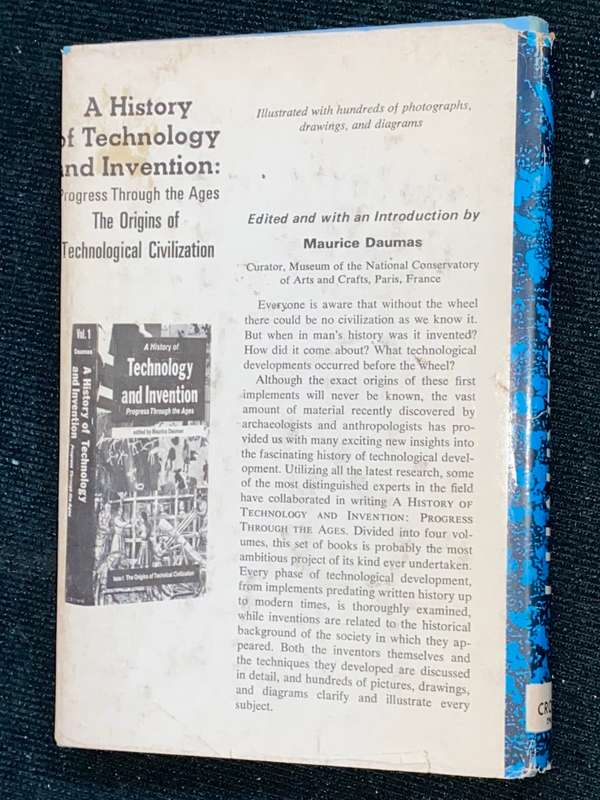 A History
of Technology
and Invention:
Progress Through the Ages
The Origins of
Technological Civilization
Illustrated with hundreds of photographs,
drawings, and diagrams
Edited and with an Introduction by
Maurice Daumas
Curator, Museum of the National Conservatory
of Arts and Crafts, Paris, France
Everyone is aware that without the wheel
there could be no civilization as we know it.
But when in man's history was it invented?
How did it come about? What technological
developments occurred before the wheel?
Although the exact origins of these first
implements will never be known, the vast
amount of material recently discovered by
archaeologists and anthropologists has pro-
vided us with many exciting new insights into
the fascinating history of technological devel-
opment. Utilizing all the latest research, some
of the most distinguished experts in the field
have collaborated in writing A HISTORY OF
TECHNOLOGY AND INVENTION: PROGRESS
THROUGH THE AGES. Divided into four vol-
umes, this set of books is probably the most
ambitious project of its kind ever undertaken.
Every phase of technological development,
from implements predating written history up
to modern times, is thoroughly examined,
while inventions are related to the historical
background of the society in which they ap-
peared. Both the inventors themselves and
the techniques they developed are discussed
in detail, and hundreds of pictures, drawings,
and diagrams clarify and illustrate every
subject.
Vol. 1
Daumas
A History of Technology
and Invention
Progress Through the Ages
A History of
Technology
and Invention
Progress Through the Ages
edited by Maurice Daumas
The Origins of Technical Civilization
CRO